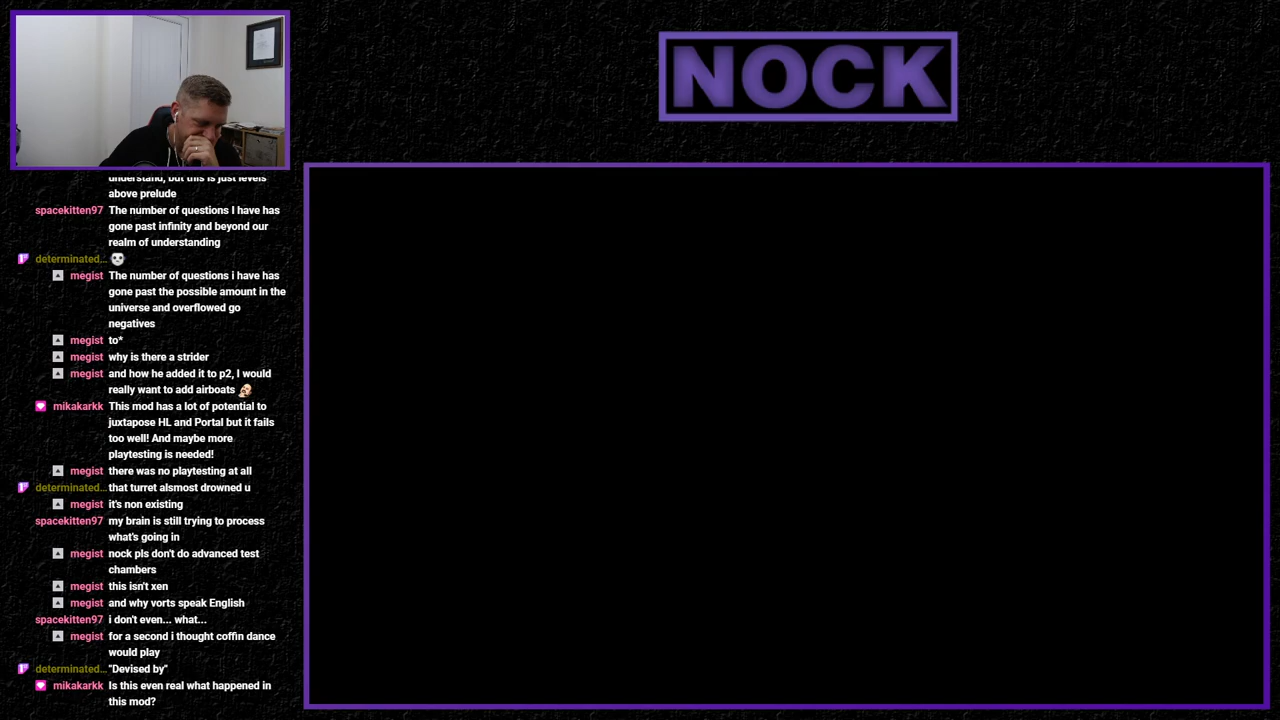 NOCK
understand, but this is just levels
above prelude
spacekitten97 The number of questions I have has
gone past infinity and beyond our
realm of understanding
determinated...
megist The number of questions i have has
gone past the possible amount in the
universe and overflowed go
negatives
megist to*
megist why is there a strider
megist and how he added it to p2, I would
really want to add airboats
mikakarkk This mod has a lot of potential to
juxtapose HL and Portal but it fails
too well! And maybe more
playtesting is needed!
megist there was no playtesting at all
determinated... that turret alsmost drowned u
megist it's non existing
spacekitten97 my brain is still trying to process
what's going in
megist nock pls don't do advanced test
chambers
megist this isn't xen
megist and why vorts speak English
spacekitten97 i don't even... what...
megist for a second i thought coffin dance
would play
determinated... "Devised by"
mikakarkk Is this even real what happened in
this mod?